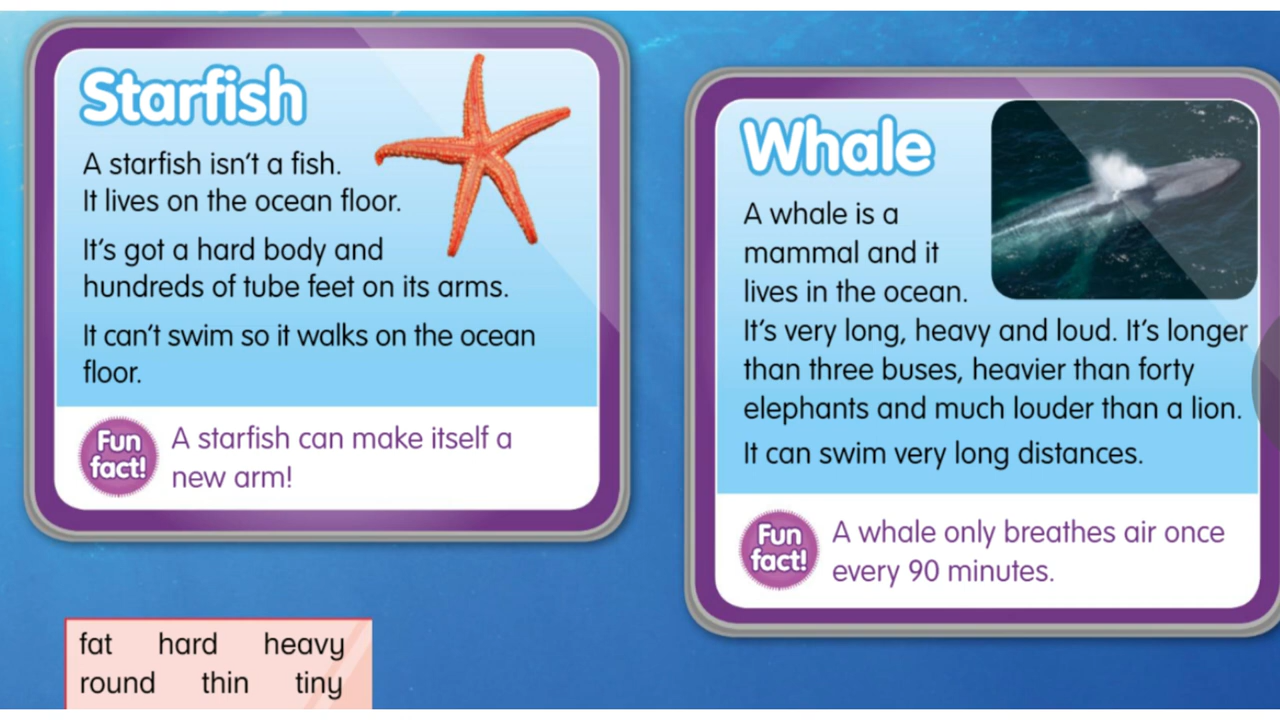 Starfish
A starfish isn't a fish.
It lives on the ocean floor.
It's got a hard body and
hundreds of tube feet on its arms.
It can't swim so it walks on the ocean
floor.
Fun
fact!
A starfish can make itself a
new arm!
Whale
A whale is a
mammal and it
lives in the ocean.
It's very long, heavy and loud. It's longer
than three buses, heavier than forty
elephants and much louder than a lion.
It can swim very long distances.
Fun
fact!
A whale only breathes air once
every 90 minutes.
fat hard heavy
round thin tiny